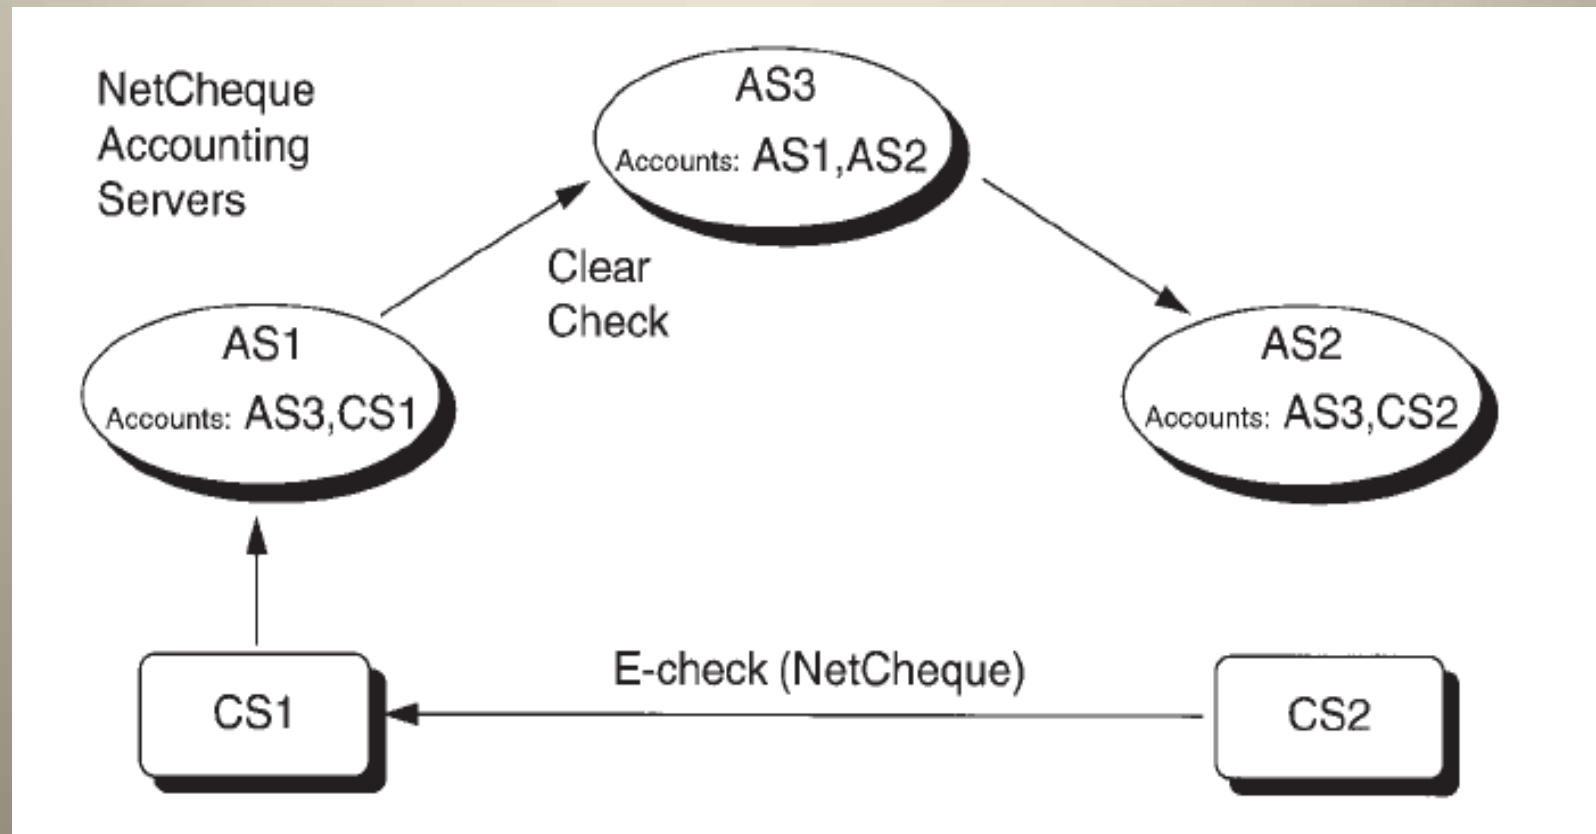 NetCheque
Accounting
Servers
AS3
Accounts: AS1,AS2
Clear
Check
AS1
Accounts: AS3,CS1
AS2
Accounts: AS3,CS2
E-check (NetCheque)
CS1
CS2